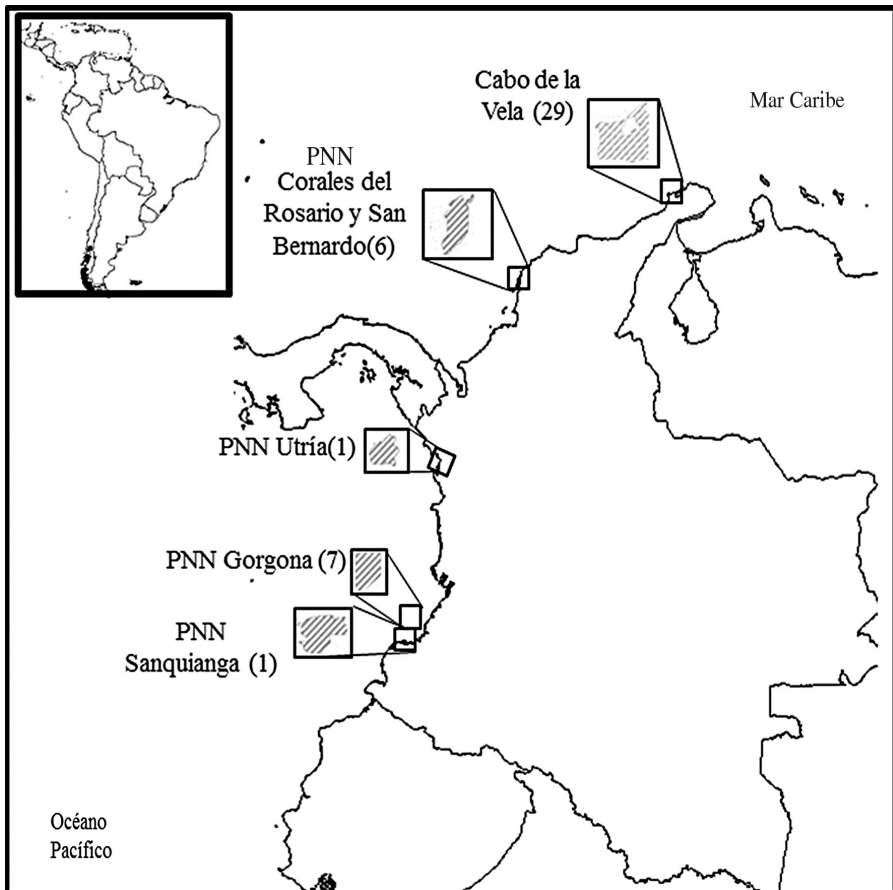 Cabo de la
Vela (29)
Mar Caribe
PNN
Corales del
Rosario y San
Bernardo(6)
PNN Utría(1)
PNN Gorgona (7)
PNN
Sanquianga (1)
Océano
Pacífico